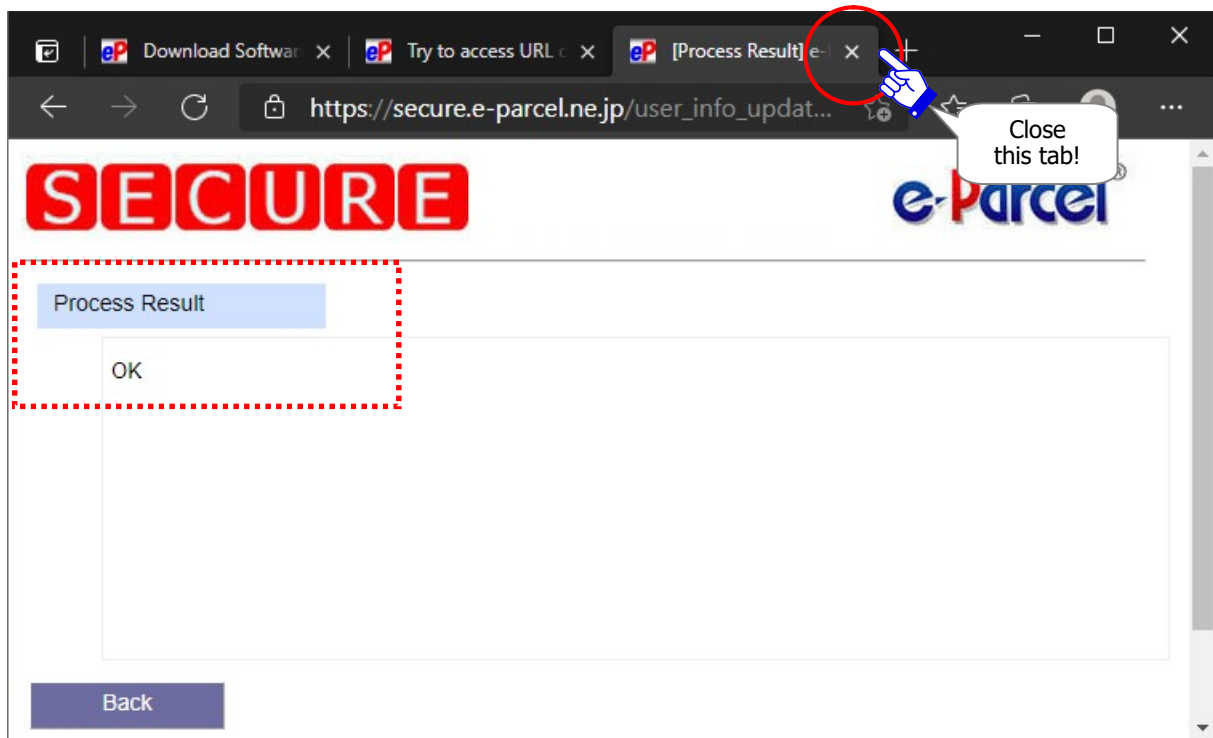 Download Softwar
Try to access URL c
[Process Result] e-
https://secure.e-parcel.ne.jp/user_info_updat...
Close
this tab!
SECURE
e-Parcel®
Process Result
OK
Back